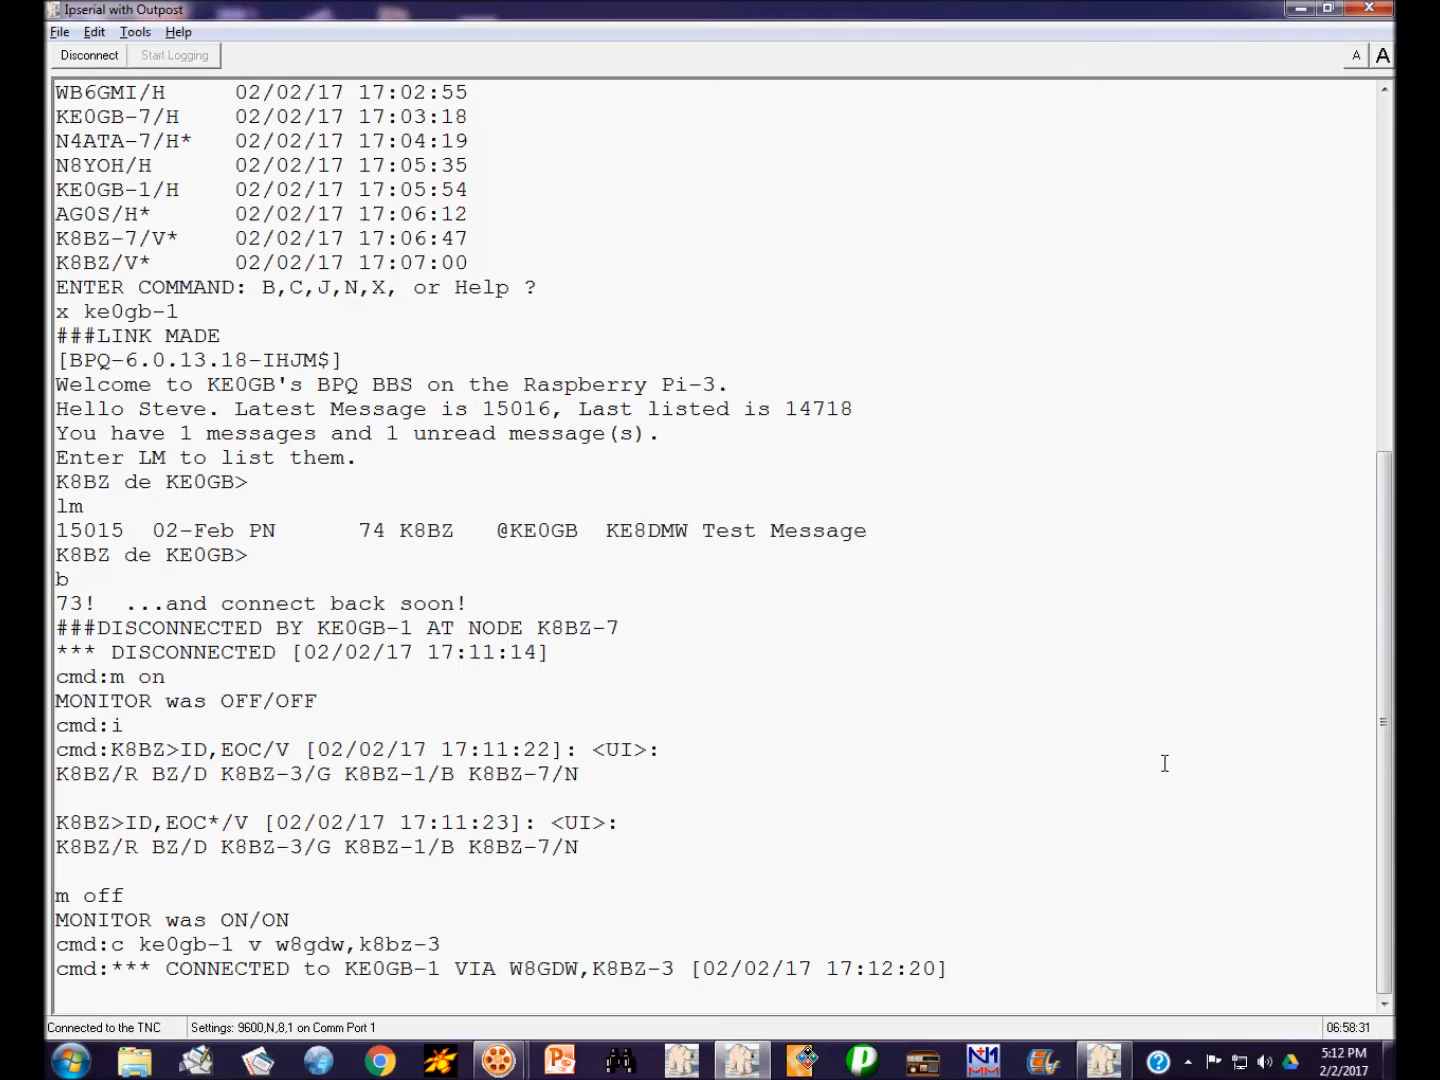 Ipserial with Outpost
File Edit Tools Help
Disconnect Start Logging A A
WB6GMI/H 02/02/17 17:02:55
KE0GB-7/H 02/02/17 17:03:18
N4ATA-7/H* 02/02/17 17:04:19
N8YOH/H 02/02/17 17:05:35
KE0GB-1/H 02/02/17 17:05:54
AG0S/H* 02/02/17 17:06:12
K8BZ-7/V* 02/02/17 17:06:47
K8BZ/V* 02/02/17 17:07:00
ENTER COMMAND: B,C,J,N,X, or Help ?
x ke0gb-1
###LINK MADE
[BPQ-6.0.13.18-IHJM$]
Welcome to KE0GB's BPQ BBS on the Raspberry Pi-3.
Hello Steve. Latest Message is 15016, Last listed is 14718
You have 1 messages and 1 unread message(s).
Enter LM to list them.
K8BZ de KE0GB>
lm
15015 02-Feb PN 74 K8BZ @KE0GB KE8DMW Test Message
K8BZ de KE0GB>
b
73! ...and connect back soon!
###DISCONNECTED BY KE0GB-1 AT NODE K8BZ-7
*** DISCONNECTED [02/02/17 17:11:14]
cmd:m on
MONITOR was OFF/OFF
cmd:i
cmd:K8BZ>ID,EOC/V [02/02/17 17:11:22]: <UI>:
K8BZ/R BZ/D K8BZ-3/G K8BZ-1/B K8BZ-7/N
K8BZ>ID,EOC*/V [02/02/17 17:11:23]: <UI>:
K8BZ/R BZ/D K8BZ-3/G K8BZ-1/B K8BZ-7/N
m off
MONITOR was ON/ON
cmd:c ke0gb-1 v w8gdw,k8bz-3
cmd:*** CONNECTED to KE0GB-1 VIA W8GDW,K8BZ-3 [02/02/17 17:12:20]
Connected to the TNC Settings: 9600,N,8,1 on Comm Port 1 06:58:31
5:12 PM
2/2/2017